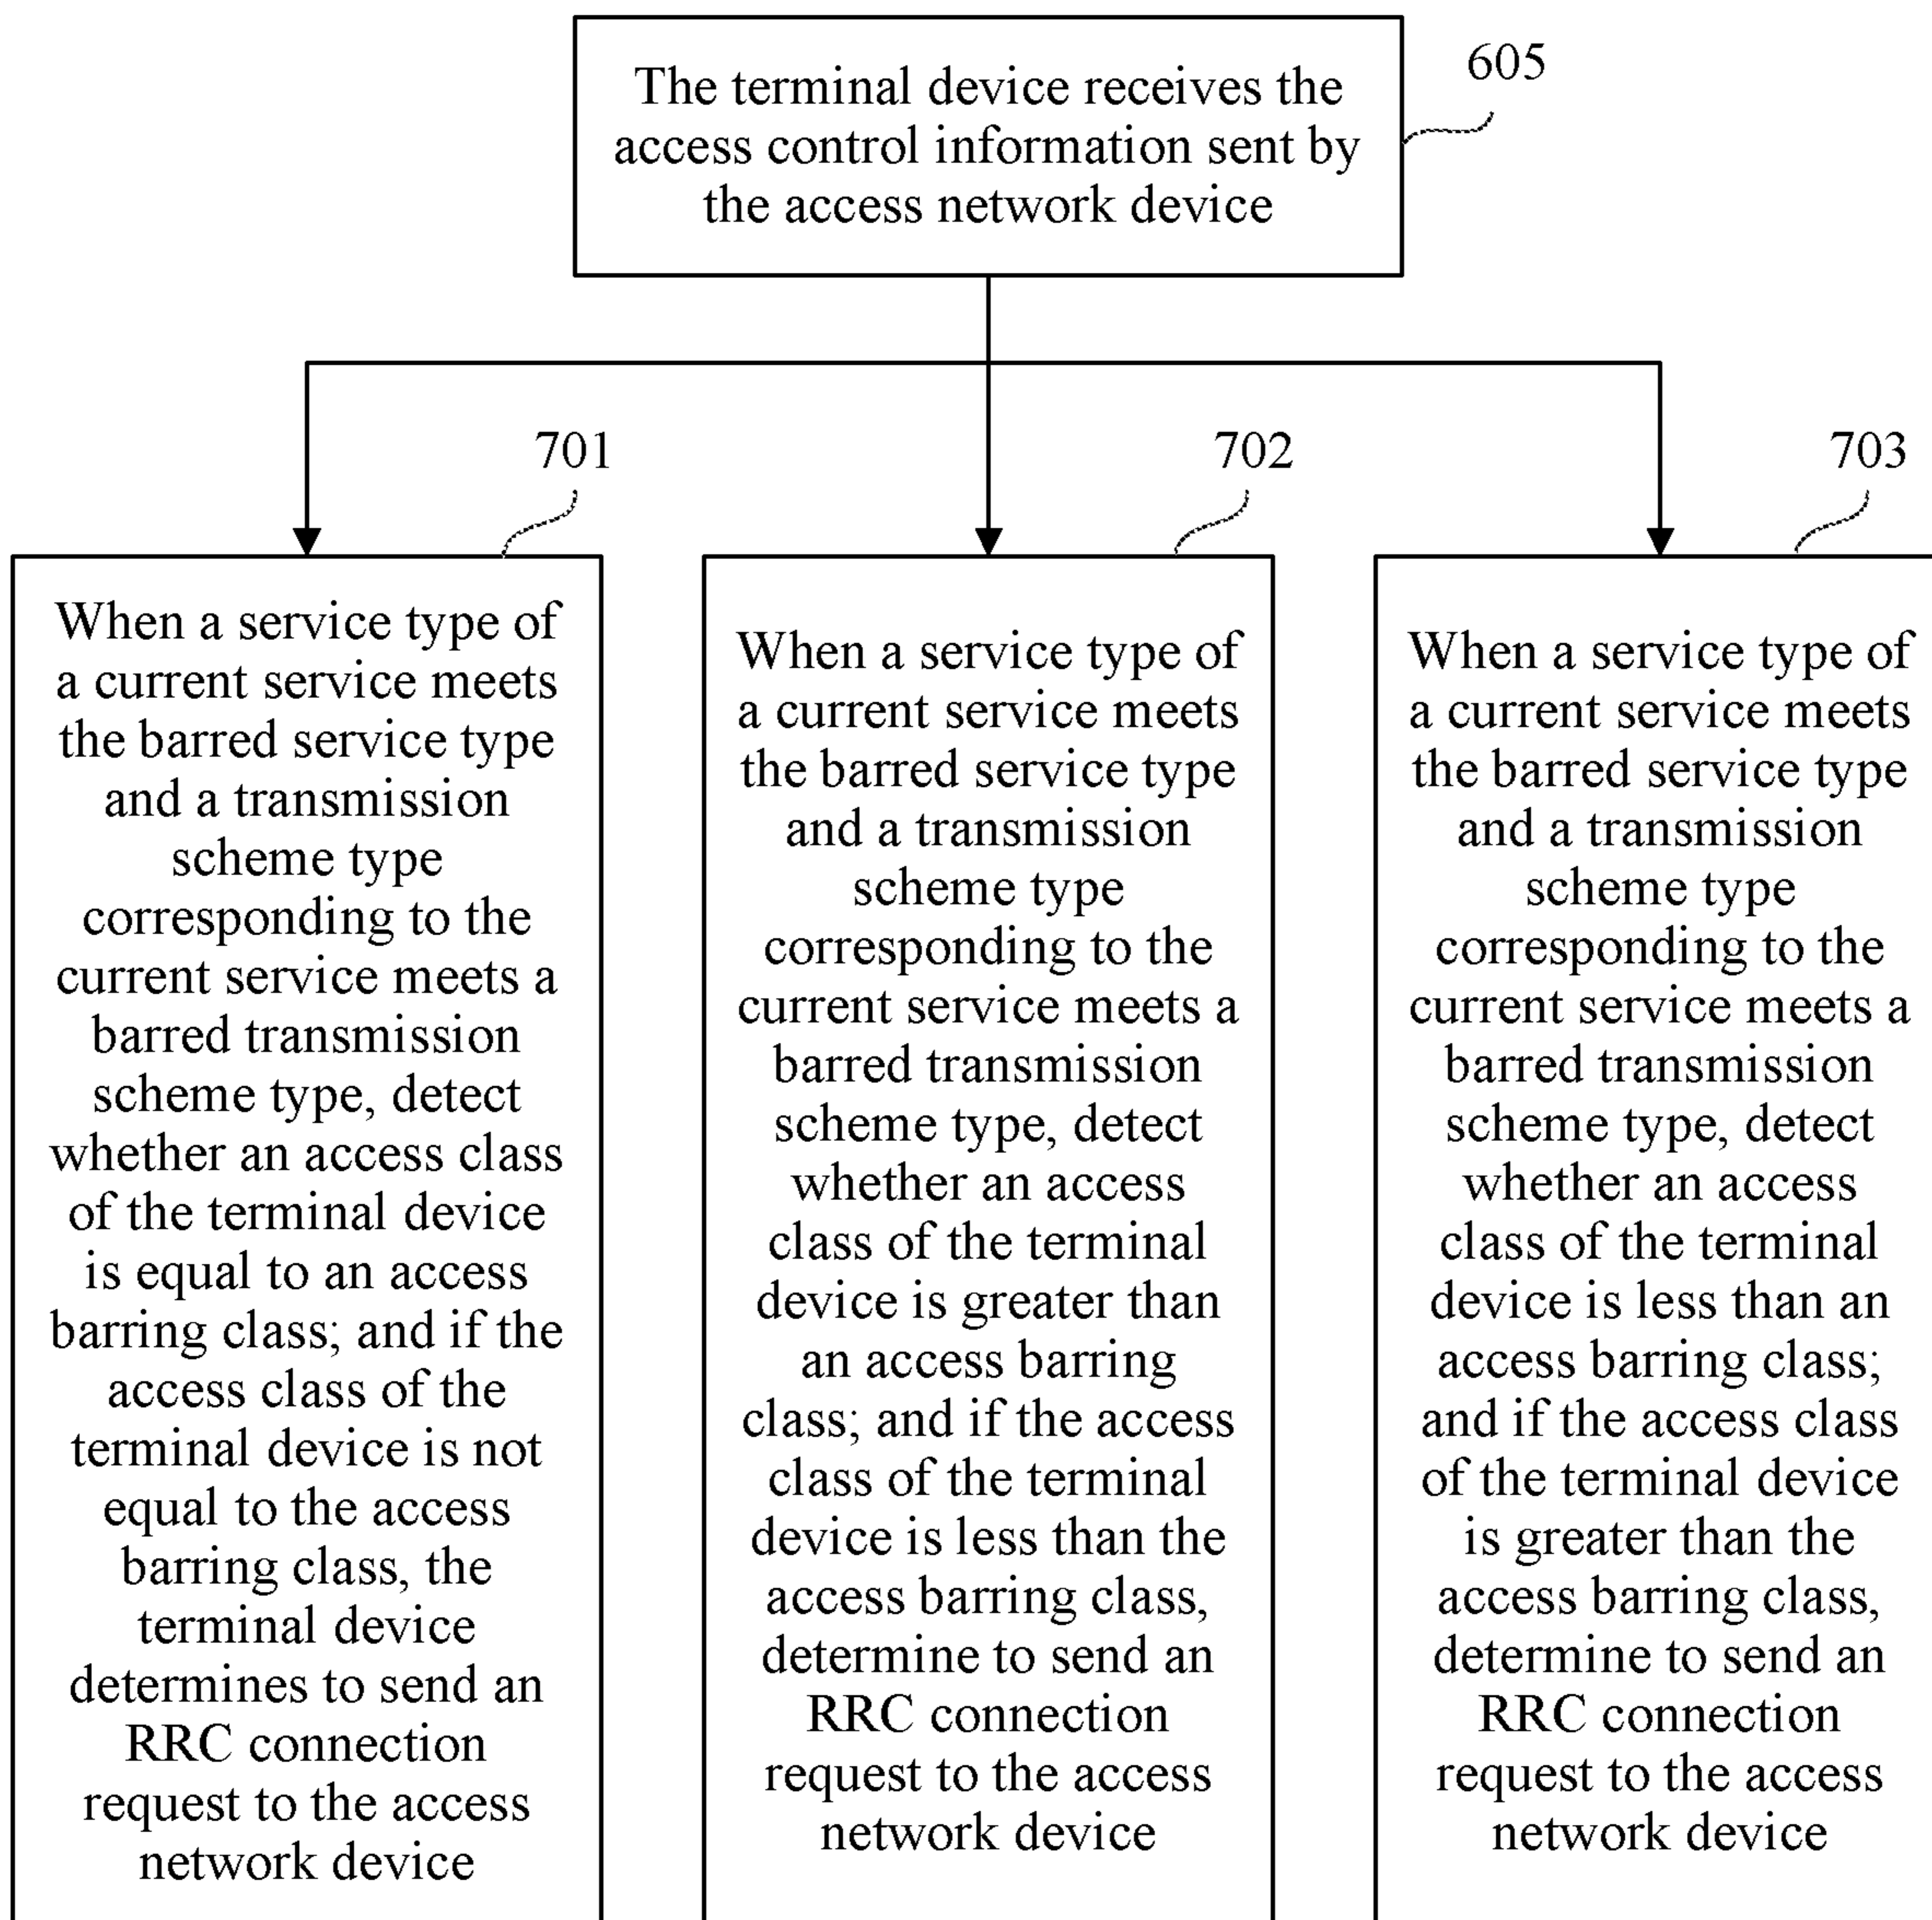 The terminal device receives the
access control information sent by
the access network device
605
701
When a service type of
a current service meets
the barred service type
and a transmission
scheme type
corresponding to the
current service meets a
barred transmission
scheme type, detect
whether an access class
of the terminal device
is equal to an access
barring class; and if the
access class of the
terminal device is not
equal to the access
barring class, the
terminal device
determines to send an
RRC connection
request to the access
network device
702
When a service type of
a current service meets
the barred service type
and a transmission
scheme type
corresponding to the
current service meets a
barred transmission
scheme type, detect
whether an access
class of the terminal
device is greater than
an access barring
class; and if the access
class of the terminal
device is less than the
access barring class,
determine to send an
RRC connection
request to the access
network device
703
When a service type of
a current service meets
the barred service type
and a transmission
scheme type
corresponding to the
current service meets a
barred transmission
scheme type, detect
whether an access
class of the terminal
device is less than an
access barring class;
and if the access class
of the terminal device
is greater than the
access barring class,
determine to send an
RRC connection
request to the access
network device